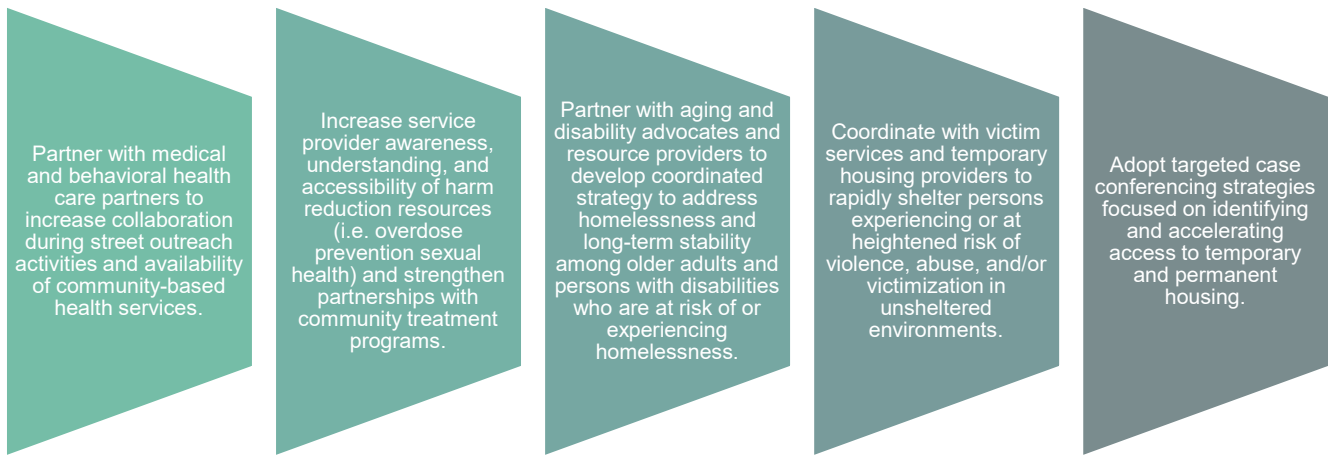 Partner with medical
and behavioral health
care partners to
increase collaboration
during street outreach
activities and availability
of community-based
health services.
Increase service
provider awareness,
understanding, and
accessibility of harm
reduction resources
(i.e. overdose
prevention sexual
health) and strengthen
partnerships with
community treatment
programs.
Partner with aging and
disability advocates and
resource providers to
develop coordinated
strategy to address
homelessness and
long-term stability
among older adults and
persons with disabilities
who are at risk of or
experiencing
homelessness.
Coordinate with victim
services and temporary
housing providers to
rapidly shelter persons
experiencing or at
heightened risk of
violence, abuse, and/or
victimization in
unsheltered
environments.
Adopt targeted case
conferencing strategies
focused on identifying
and accelerating
access to temporary
and permanent
housing.